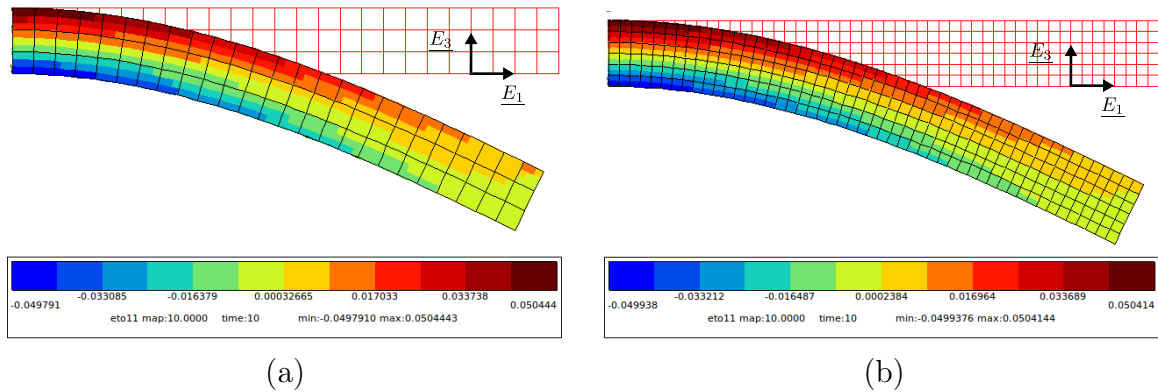 E3
E1
-0.049791 -0.033085 -0.016379 0.00032665 0.017033 0.033738 0.050444
eto11 map:10.0000 time:10 min:-0.0497910 max:0.0504443
(a)
E3
E1
-0.049938 -0.033212 -0.016487 0.0002384 0.016964 0.033689 0.050414
eto11 map:10.0000 time:10 min:-0.0499376 max:0.0504144
(b)